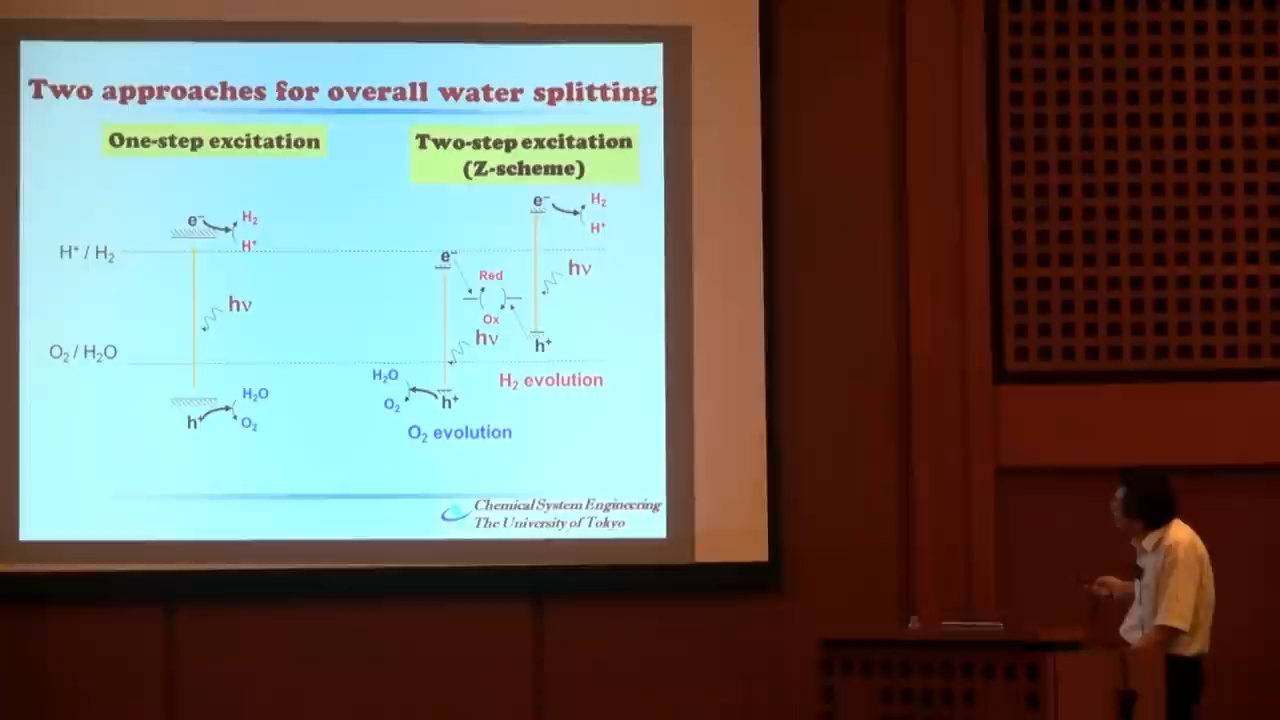 Two approaches for overall water splitting
One-step excitation
Two-step excitation
(Z-scheme)
e⁻
H₂
H⁺
H⁺ / H₂
hν
O₂ / H₂O
H₂O
h⁺
O₂
e⁻
H₂
H⁺
e⁻
Red
hν
Ox
hν
h⁺
H₂O
H₂ evolution
O₂
h⁺
O₂ evolution
Chemical System Engineering
The University of Tokyo